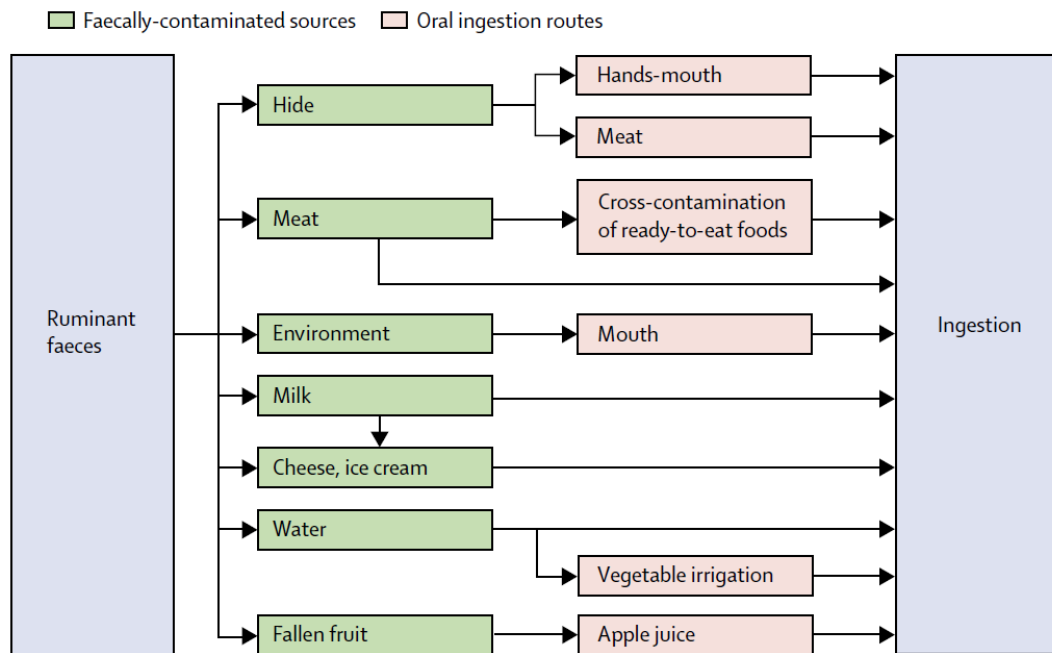 Faecally-contaminated sources
Oral ingestion routes
Ruminant
faeces
Hide
Hands-mouth
Meat
Meat
Cross-contamination
of ready-to-eat foods
Environment
Mouth
Milk
Cheese, ice cream
Water
Vegetable irrigation
Fallen fruit
Apple juice
Ingestion